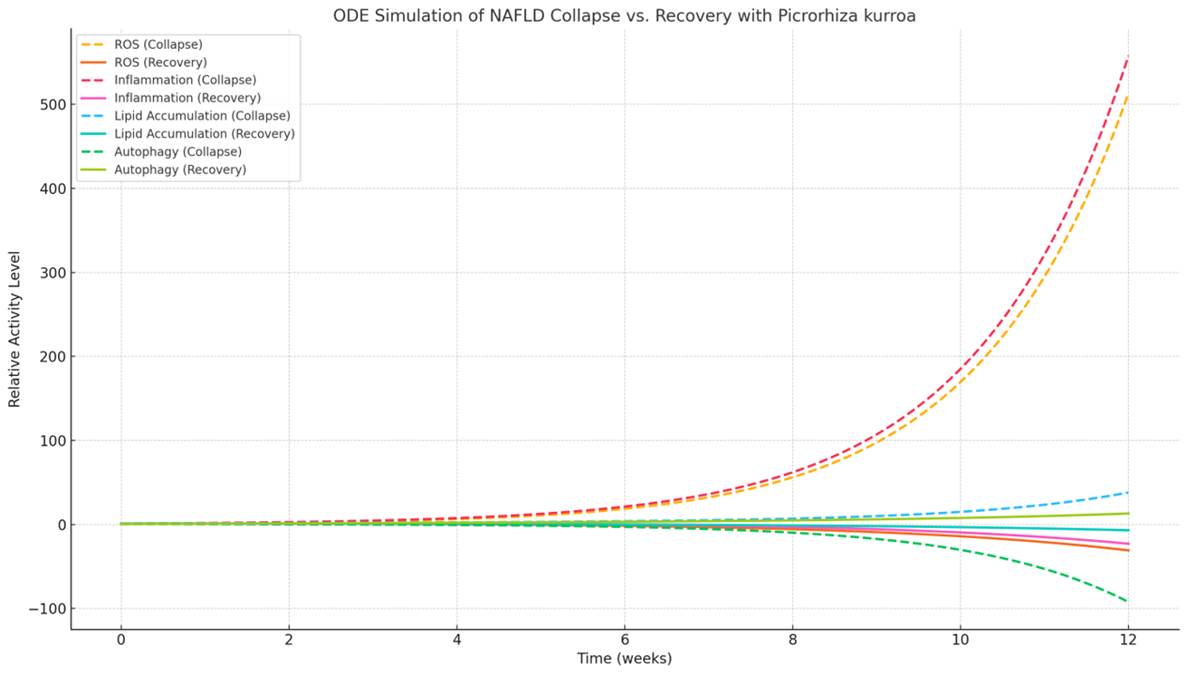 ODE Simulation of NAFLD Collapse vs. Recovery with Picrorhiza kurroa
ROS (Collapse)
ROS (Recovery)
Inflammation (Collapse)
Inflammation (Recovery)
Lipid Accumulation (Collapse)
Lipid Accumulation (Recovery)
Autophagy (Collapse)
Autophagy (Recovery)
Relative Activity Level
500
400
300
200
100
0
−100
0 2 4 6 8 10 12
Time (weeks)